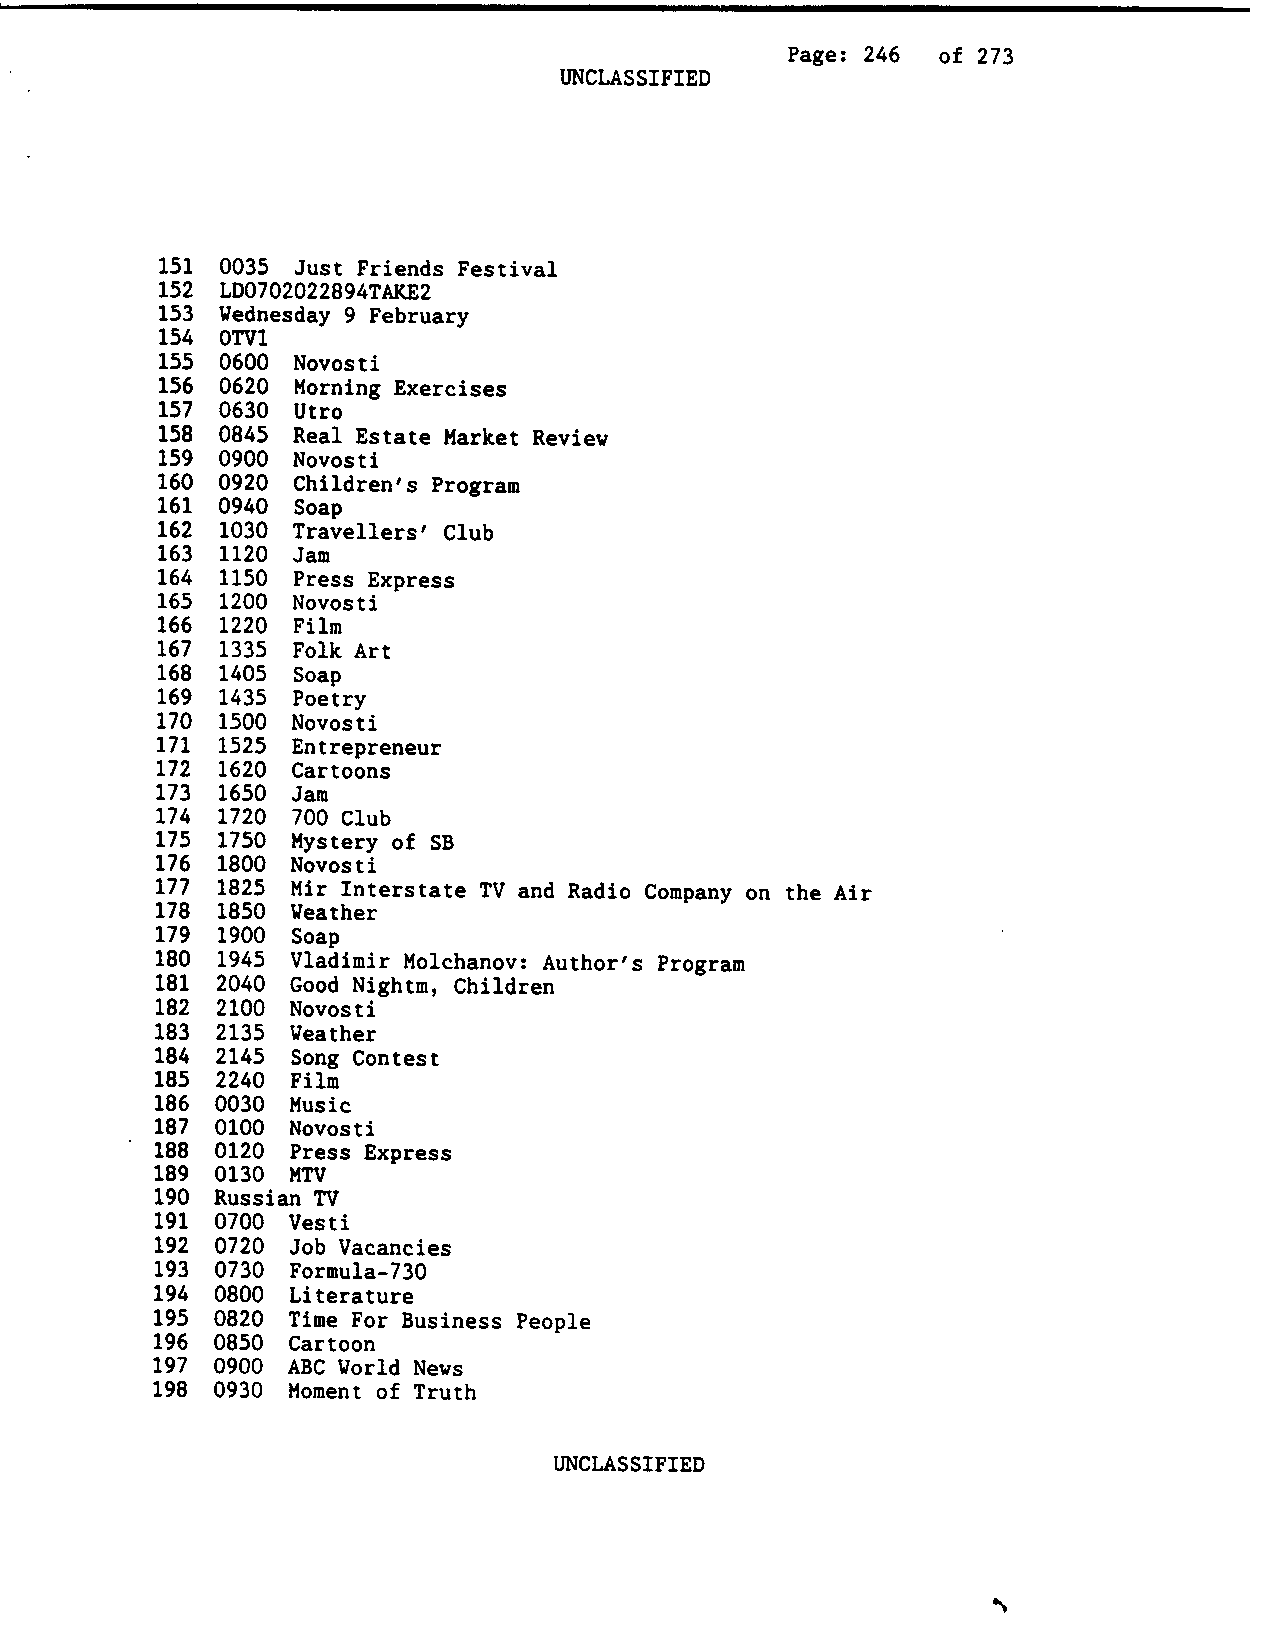 Page: 246 of 273
UNCLASSIFIED
151 0035 Just Friends Festival
152 LD0702022894TAKE2
153 Wednesday 9 February
154 OTV1
155 0600 Novosti
156 0620 Morning Exercises
157 0630 Utro
158 0845 Real Estate Market Review
159 0900 Novosti
160 0920 Children's Program
161 0940 Soap
162 1030 Travellers' Club
163 1120 Jam
164 1150 Press Express
165 1200 Novosti
166 1220 Film
167 1335 Folk Art
168 1405 Soap
169 1435 Poetry
170 1500 Novosti
171 1525 Entrepreneur
172 1620 Cartoons
173 1650 Jam
174 1720 700 Club
175 1750 Mystery of SB
176 1800 Novosti
177 1825 Mir Interstate TV and Radio Company on the Air
178 1850 Weather
179 1900 Soap
180 1945 Vladimir Molchanov: Author's Program
181 2040 Good Nightm, Children
182 2100 Novosti
183 2135 Weather
184 2145 Song Contest
185 2240 Film
186 0030 Music
187 0100 Novosti
188 0120 Press Express
189 0130 MTV
190 Russian TV
191 0700 Vesti
192 0720 Job Vacancies
193 0730 Formula-730
194 0800 Literature
195 0820 Time For Business People
196 0850 Cartoon
197 0900 ABC World News
198 0930 Moment of Truth
UNCLASSIFIED